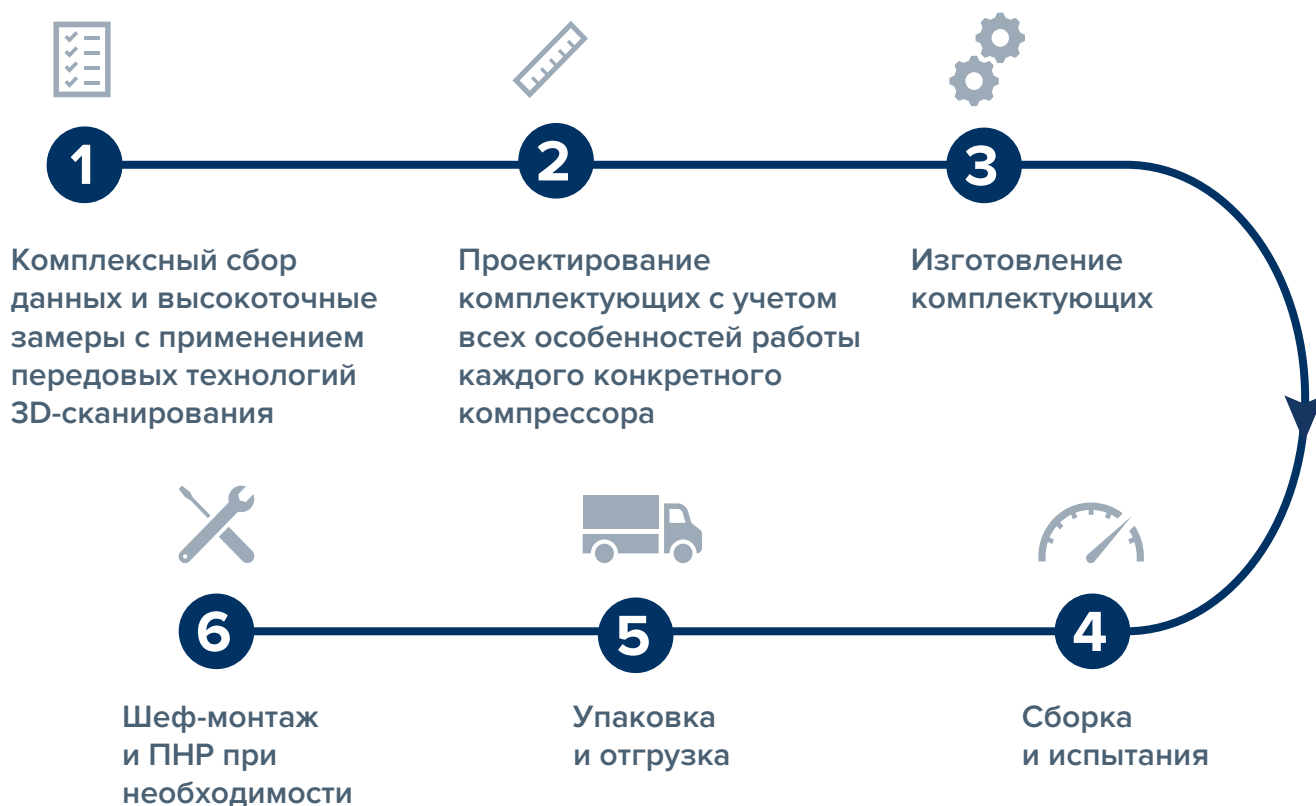 1
Комплексный сбор
данных и высокоточные
замеры с применением
передовых технологий
3D-сканирования
2
Проектирование
комплектующих с учетом
всех особенностей работы
каждого конкретного
компрессора
3
Изготовление
комплектующих
4
Сборка
и испытания
5
Упаковка
и отгрузка
6
Шеф-монтаж
и ПНР при
необходимости